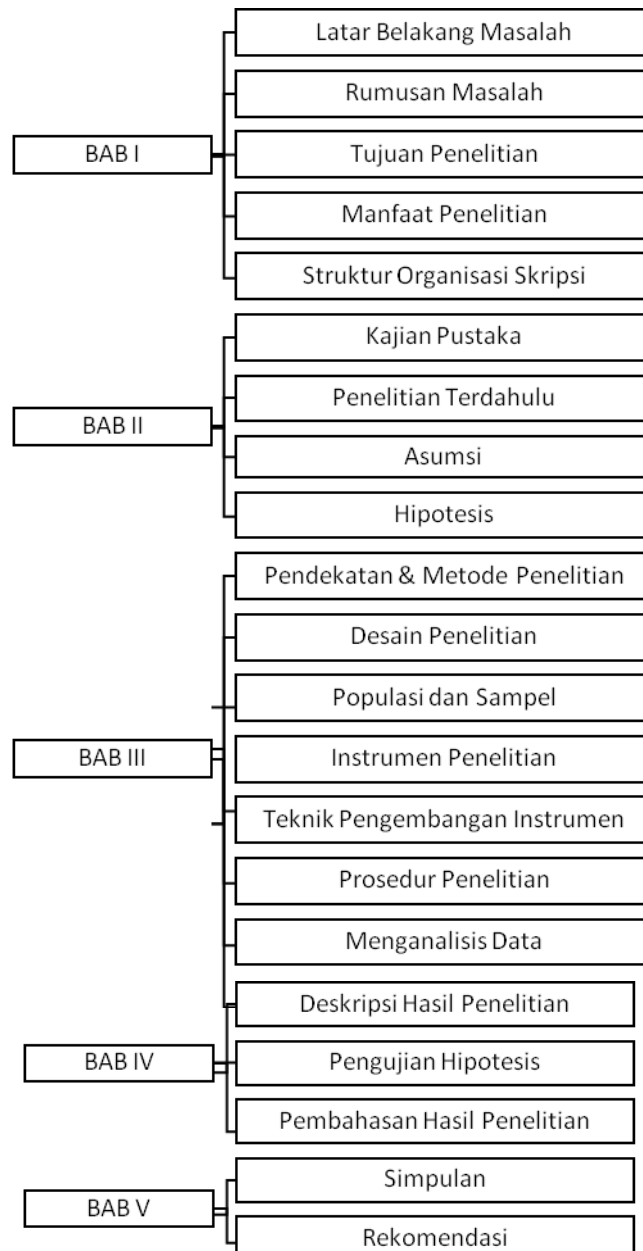 BAB I
Latar Belakang Masalah
Rumusan Masalah
Tujuan Penelitian
Manfaat Penelitian
Struktur Organisasi Skripsi
BAB II
Kajian Pustaka
Penelitian Terdahulu
Asumsi
Hipotesis
BAB III
Pendekatan & Metode Penelitian
Desain Penelitian
Populasi dan Sampel
Instrumen Penelitian
Teknik Pengembangan Instrumen
Prosedur Penelitian
Menganalisis Data
BAB IV
Deskripsi Hasil Penelitian
Pengujian Hipotesis
Pembahasan Hasil Penelitian
BAB V
Simpulan
Rekomendasi